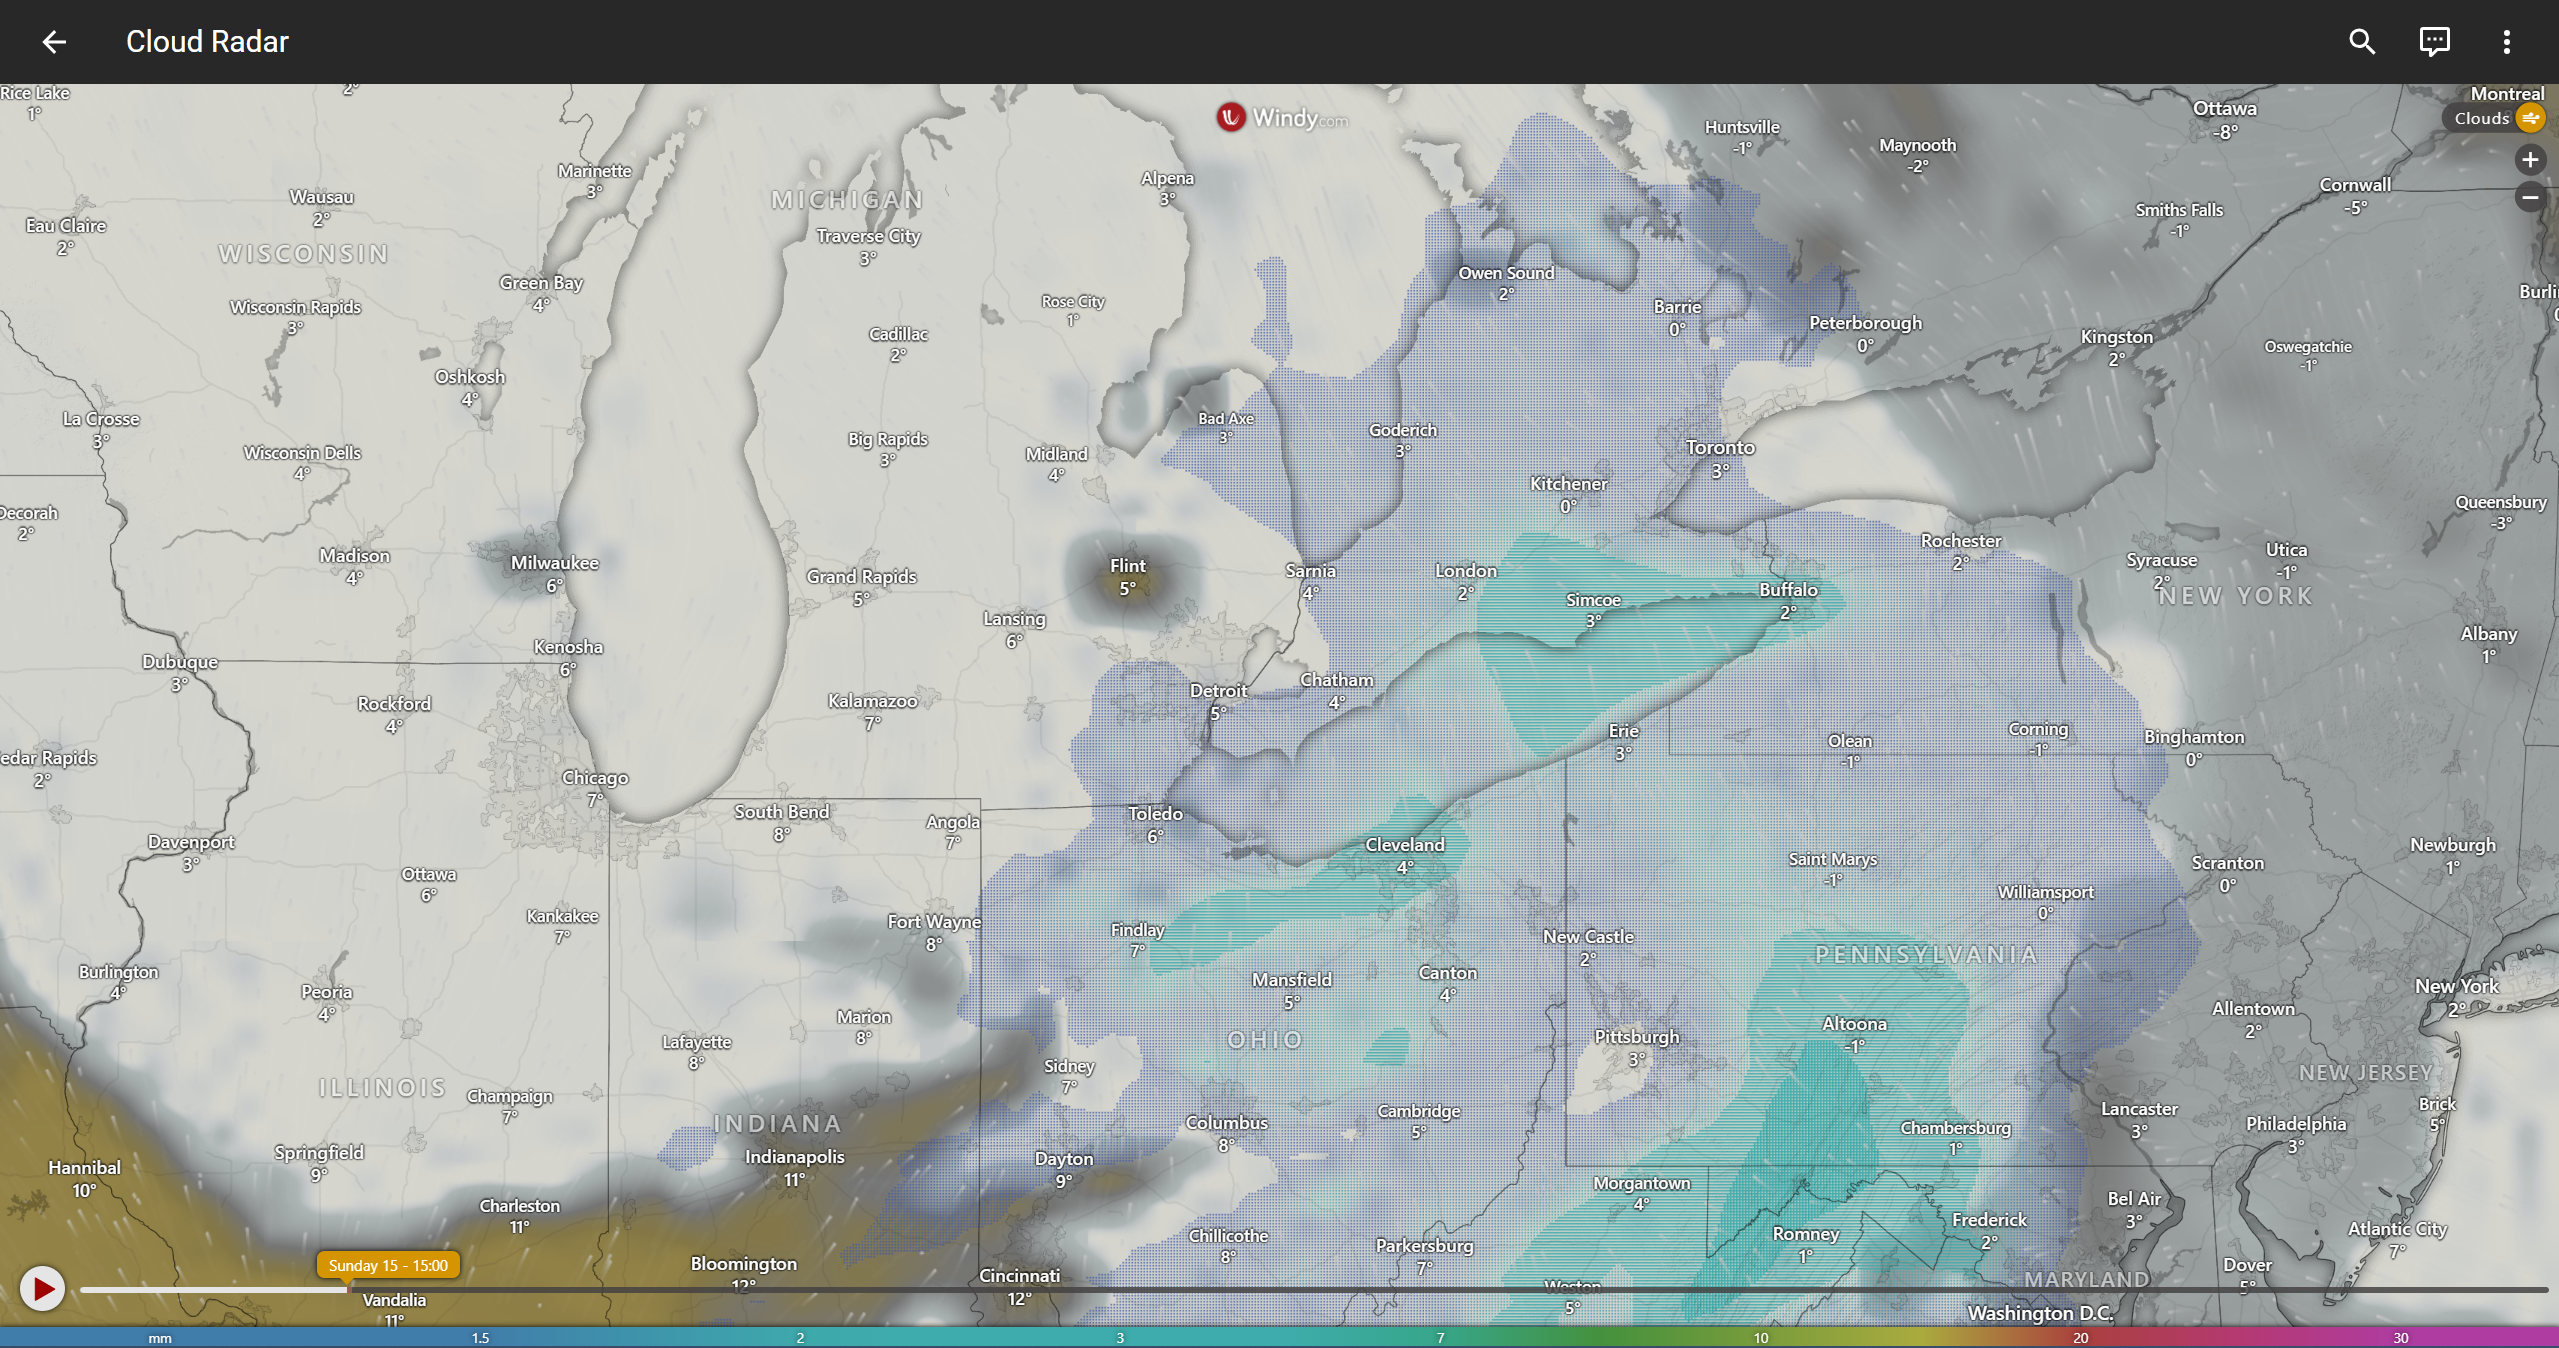 Cloud Radar
Rice Lake
1°
2°
Windy.com
Montreal
Clouds
Ottawa
-8°
Huntsville
-1°
Maynooth
-2°
Marinette
3°
Alpena
3°
Cornwall
-5°
Wausau
2°
MICHIGAN
Smiths Falls
-1°
Eau Claire
2°
WISCONSIN
Traverse City
3°
Green Bay
4°
Owen Sound
2°
Burli
Wisconsin Rapids
3°
Rose City
1°
Barrie
0°
Peterborough
0°
Cadillac
2°
Kingston
2°
Oswegatchie
-1°
Oshkosh
4°
La Crosse
3°
Bad Axe
3°
Goderich
3°
Big Rapids
3°
Toronto
3°
Wisconsin Dells
4°
Midland
4°
Kitchener
0°
Queensbury
-3°
Decorah
2°
Rochester
2°
Madison
4°
Milwaukee
6°
Flint
5°
Sarnia
4°
London
2°
Syracuse
2°
Utica
-1°
Grand Rapids
5°
Simcoe
3°
Buffalo
2°
NEW YORK
Lansing
6°
Kenosha
6°
Albany
1°
Dubuque
3°
Rockford
4°
Kalamazoo
7°
Detroit
5°
Chatham
4°
Erie
3°
Olean
-1°
Corning
-1°
Binghamton
0°
edar Rapids
2°
Chicago
7°
South Bend
8°
Angola
7°
Toledo
6°
Davenport
3°
Cleveland
4°
Saint Marys
-1°
Scranton
0°
Newburgh
1°
Ottawa
6°
Williamsport
0°
Kankakee
7°
Fort Wayne
8°
Findlay
7°
New Castle
2°
PENNSYLVANIA
Burlington
4°
Peoria
4°
Mansfield
5°
Canton
4°
New York
2°
Marion
8°
Altoona
-1°
Allentown
2°
Lafayette
8°
OHIO
Pittsburgh
3°
Sidney
7°
NEW JERSEY
ILLINOIS
Champaign
7°
INDIANA
Columbus
8°
Cambridge
5°
Chambersburg
1°
Lancaster
3°
Philadelphia
3°
Brick
5°
Springfield
9°
Indianapolis
11°
Dayton
9°
Hannibal
10°
Morgantown
4°
Charleston
11°
Bel Air
3°
Frederick
2°
Chillicothe
8°
Parkersburg
7°
Romney
1°
Atlantic City
7°
Sunday 15 - 15:00
Bloomington
12°
Cincinnati
12°
Weston
5°
MARYLAND
Dover
5°
Vandalia
11°
Washington D.C.
mm 1.5 2 3 7 10 20 30